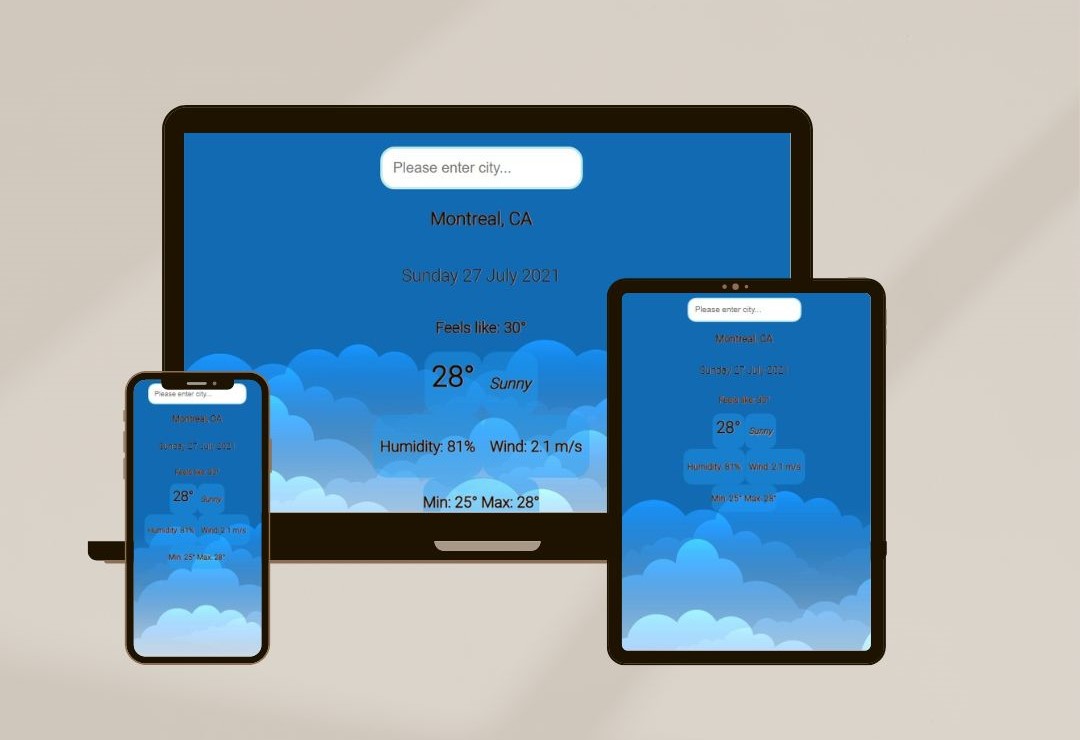 Please enter city...
Montreal, CA
Sunday 27 July 2021
Feels like: 30°
28° Sunny
Humidity: 81% Wind: 2.1 m/s
Min: 25° Max: 28°
Please enter city...
Montreal, CA
Sunday 27 July 2021
Feels like: 30°
28° Sunny
Humidity: 81% Wind: 2.1 m/s
Min: 25° Max: 28°
Please enter city...
Montreal, CA
Sunday 27 July 2021
Feels like: 30°
28° Sunny
Humidity: 81% Wind: 2.1 m/s
Min: 25° Max: 28°